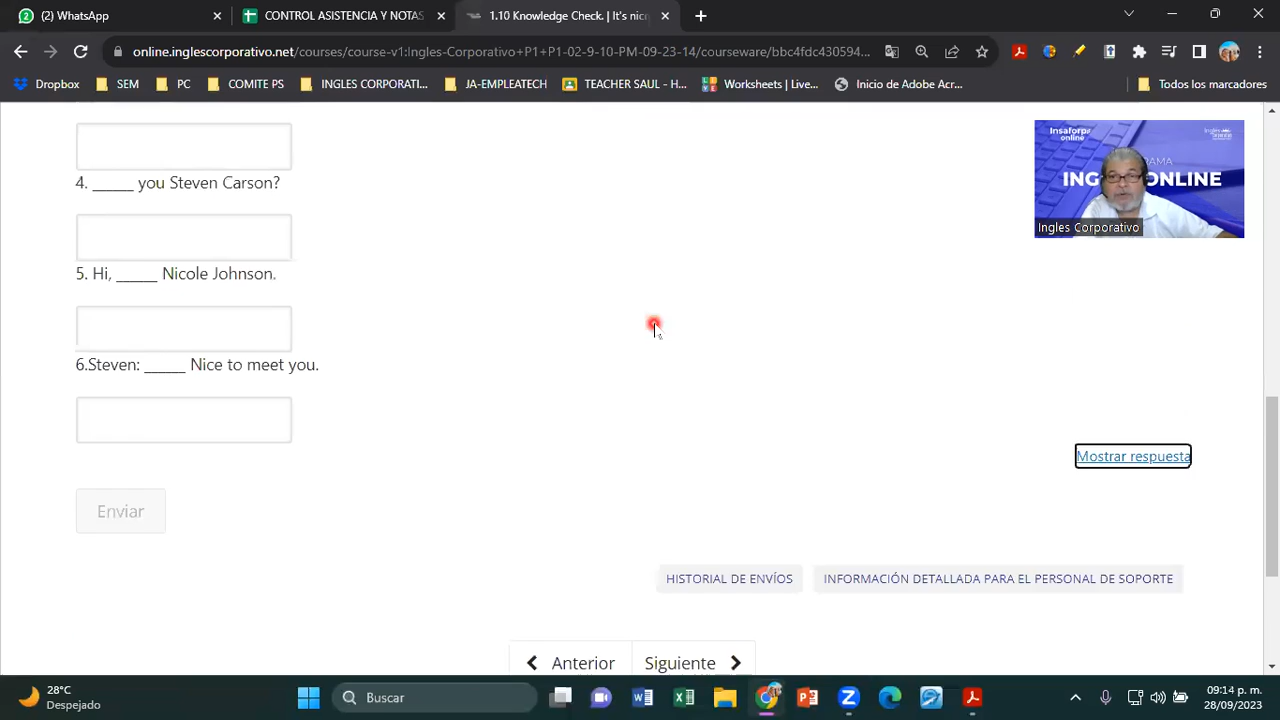 (2) WhatsApp
CONTROL ASISTENCIA Y NOTAS
1.10 Knowledge Check. | It's nic
online.inglescorporativo.net/courses/course-v1:Ingles-Corporativo+P1+P1-02-9-10-PM-09-23-14/courseware/bbc4fdc430594...
Dropbox
SEM
PC
COMITE PS
INGLES CORPORATI...
JA-EMPLEATECH
TEACHER SAUL - H...
Worksheets | Live...
Inicio de Adobe Acr...
Todos los marcadores
Insaforp
online
ING ONLINE
Ingles Corporativo
4. _____ you Steven Carson?
5. Hi, _____ Nicole Johnson.
6.Steven: _____ Nice to meet you.
Mostrar respuesta
Enviar
HISTORIAL DE ENVÍOS
INFORMACIÓN DETALLADA PARA EL PERSONAL DE SOPORTE
Anterior
Siguiente
28°C
Despejado
Buscar
09:14 p. m.
28/09/2023